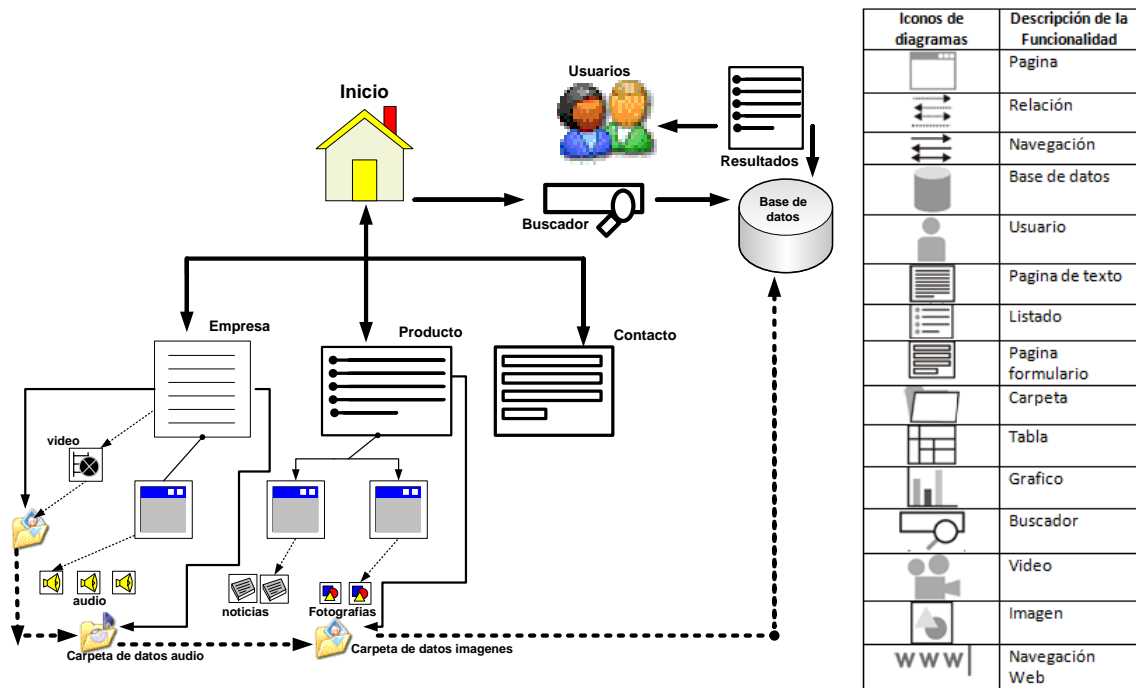 Inicio
Usuarios
Resultados
Buscador
Base de
datos
Empresa
Producto
Contacto
video
audio
noticias
Fotografias
Carpeta de datos audio
Carpeta de datos imagenes
Iconos de
diagramas
Descripción de la
Funcionalidad
Pagina
Relación
Navegación
Base de datos
Usuario
Pagina de texto
Listado
Pagina
formulario
Carpeta
Tabla
Grafico
Buscador
Video
Imagen
WWW
Navegación
Web